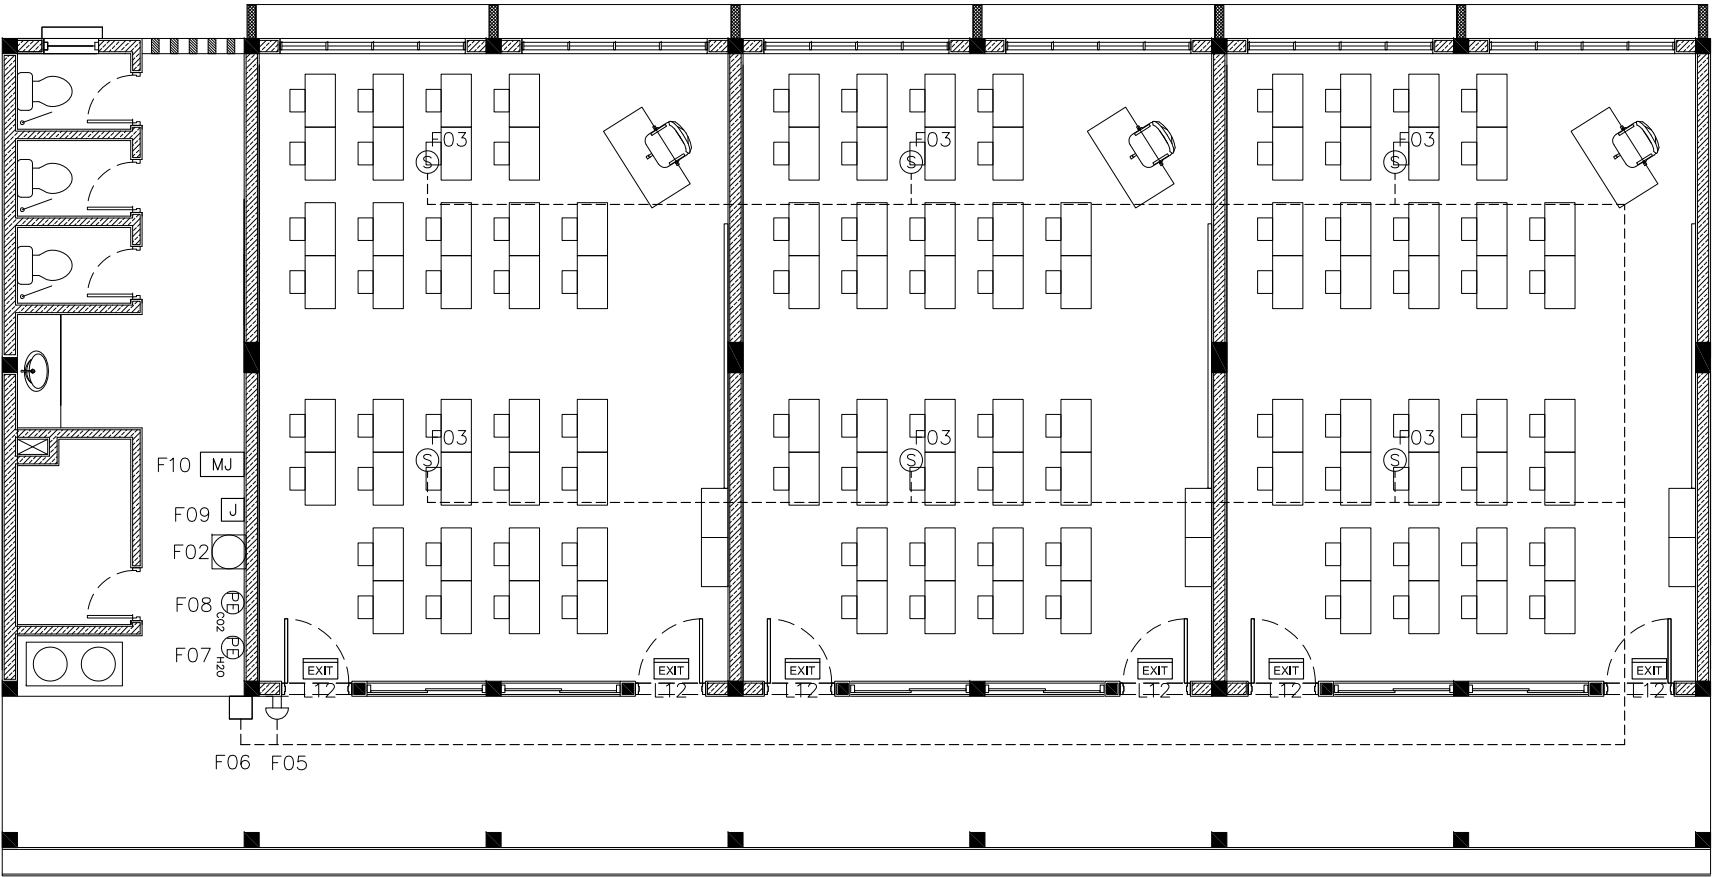 F03 F03 F03
S S S
F03 F03 F03
S S S
F10 MJ
F09 J
F02
F08 PE
CO2
F07 PE
H2O
EXIT EXIT EXIT EXIT EXIT EXIT
L12 L12 L12 L12 L12 L12
F06 F05